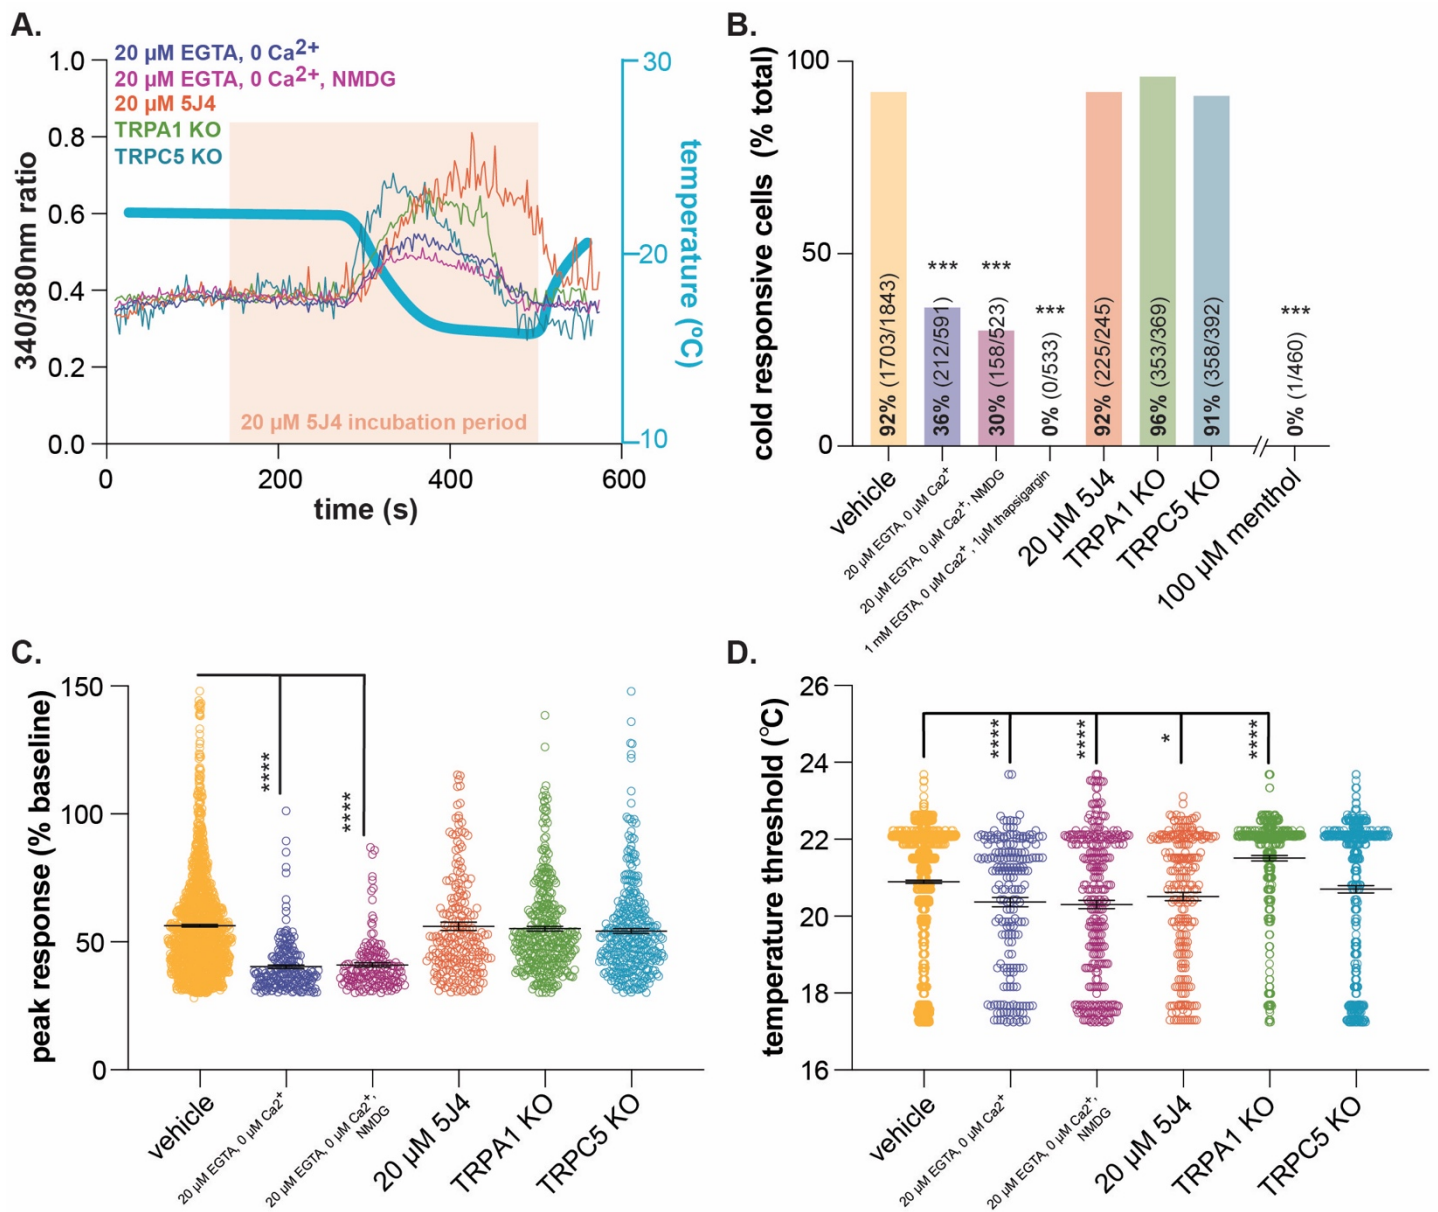 A.
20 µM EGTA, 0 Ca2+
20 µM EGTA, 0 Ca2+, NMDG
20 µM 5J4
TRPA1 KO
TRPC5 KO
1.0
0.8
0.6
0.4
0.2
0.0
340/380nm ratio
30
20
10
temperature (ºC)
20 µM 5J4 incubation period
0
200
400
600
time (s)
B.
100
50
0
cold responsive cells (% total)
92% (1703/1843)
***
36% (212/591)
***
30% (158/523)
***
0% (0/533)
92% (225/245)
96% (353/369)
91% (358/392)
***
0% (1/460)
vehicle
20 µM EGTA, 0 µM Ca2+
20 µM EGTA, 0 µM Ca2+, NMDG
1 mM EGTA, 0 µM Ca2+, 1µM thapsigargin
20 µM 5J4
TRPA1 KO
TRPC5 KO
100 µM menthol
C.
150
100
50
0
peak response (% baseline)
****
****
vehicle
20 µM EGTA, 0 µM Ca2+
20 µM EGTA, 0 µM Ca2+,
NMDG
20 µM 5J4
TRPA1 KO
TRPC5 KO
D.
26
24
22
20
18
16
temperature threshold (°C)
****
****
*
****
vehicle
20 µM EGTA, 0 µM Ca2+
20 µM EGTA, 0 µM Ca2+,
NMDG
20 µM 5J4
TRPA1 KO
TRPC5 KO